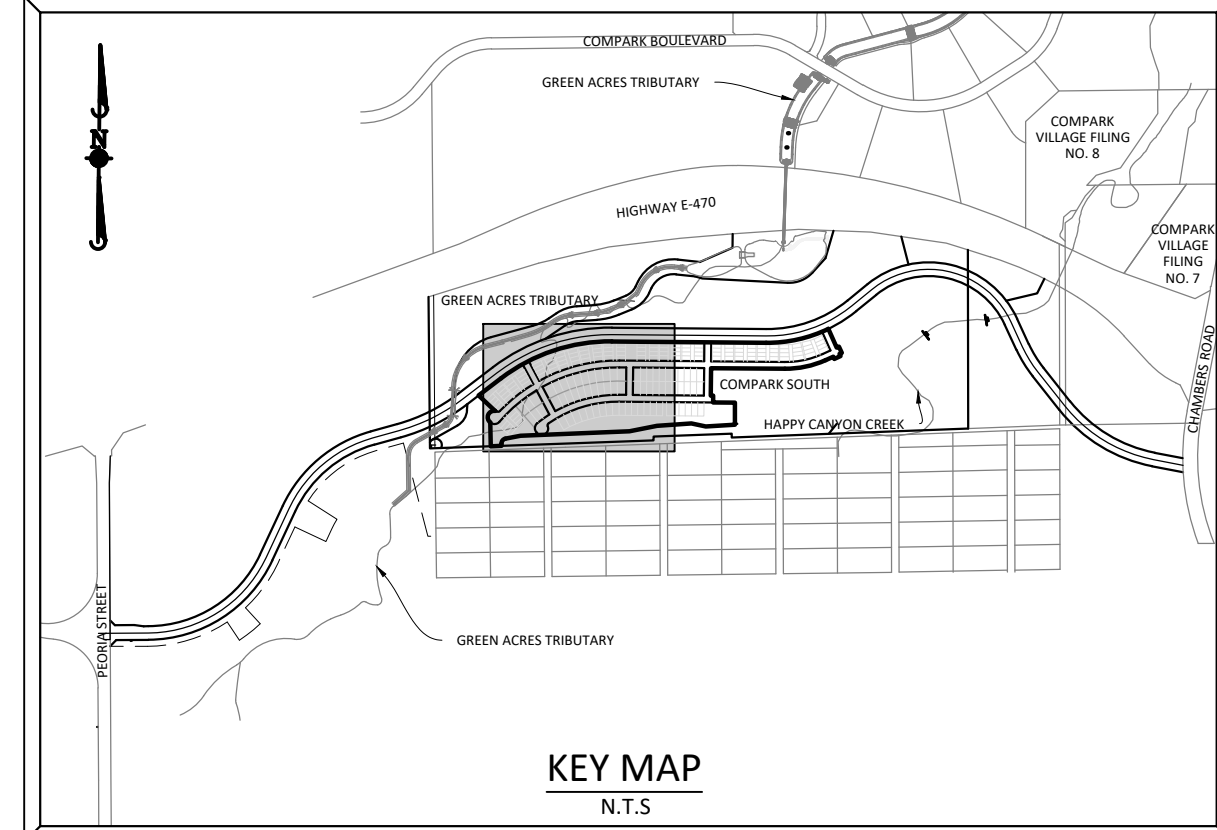 COMPARK BOULEVARD
GREEN ACRES TRIBUTARY
COMPARK
VILLAGE FILING
NO. 8
N
HIGHWAY E-470
COMPARK
VILLAGE
FILING
NO. 7
GREEN ACRES TRIBUTARY
CHAMBERS ROAD
COMPARK SOUTH
HAPPY CANYON CREEK
PEORIA STREET
GREEN ACRES TRIBUTARY
KEY MAP
N.T.S